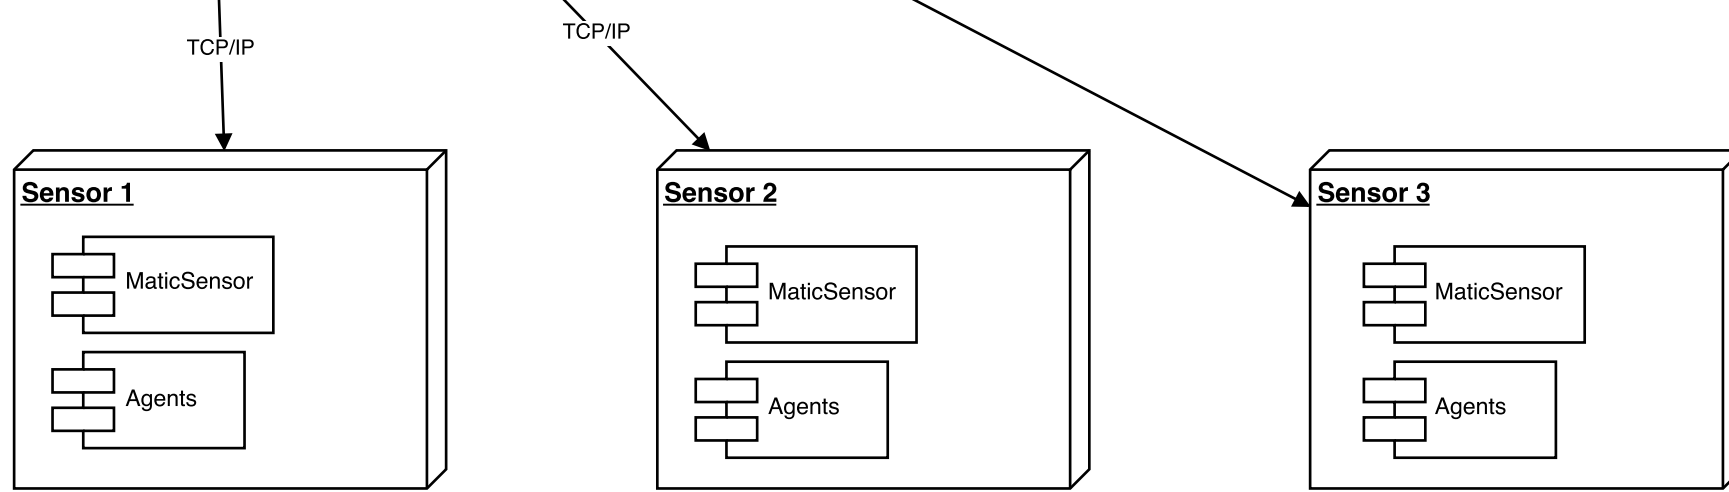 TCP/IP
TCP/IP
Sensor 1
MaticSensor
Agents
Sensor 2
MaticSensor
Agents
Sensor 3
MaticSensor
Agents